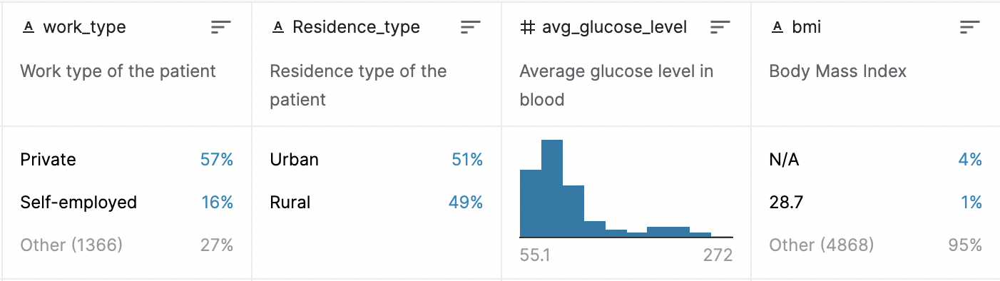 work_type
Residence_type
avg_glucose_level
bmi
Work type of the patient
Residence type of the
patient
Average glucose level in
blood
Body Mass Index
Private 57%
Self-employed 16%
Other (1366) 27%
Urban 51%
Rural 49%
55.1 272
N/A 4%
28.7 1%
Other (4868) 95%